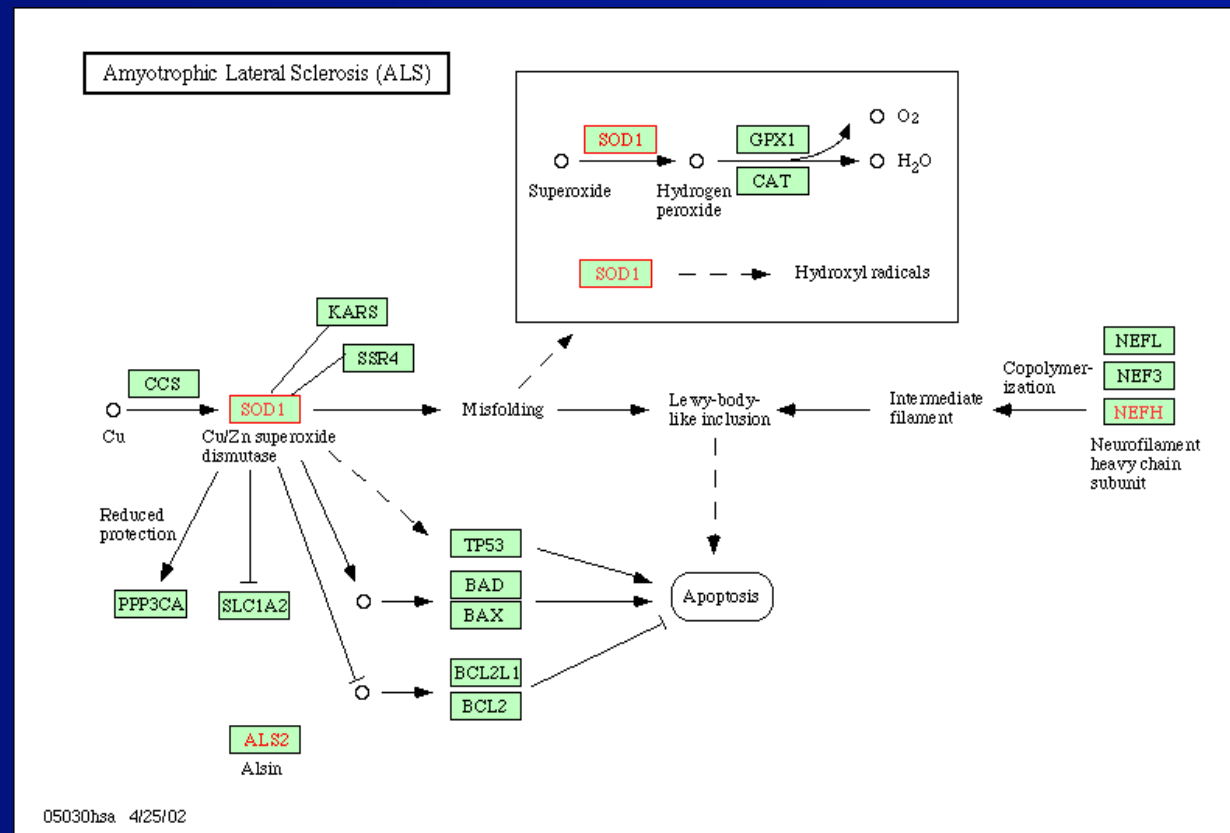 Amyotrophic Lateral Sclerosis (ALS)
SOD1
GPX1
O2
CAT
H2O
Superoxide
Hydrogen
peroxide
SOD1
Hydroxyl radicals
KARS
SSR4
CCS
SOD1
Cu
Cu/Zn superoxide
dismutase
Misfolding
Lewy-body-
like inclusion
Intermediate
filament
Copolymer-
ization
NEFL
NEF3
NEFH
Neurofilament
heavy chain
subunit
Reduced
protection
PPP3CA
SLC1A2
TP53
BAD
BAX
BCL2L1
BCL2
Apoptosis
ALS2
Alsin
05030hsa 4/25/02